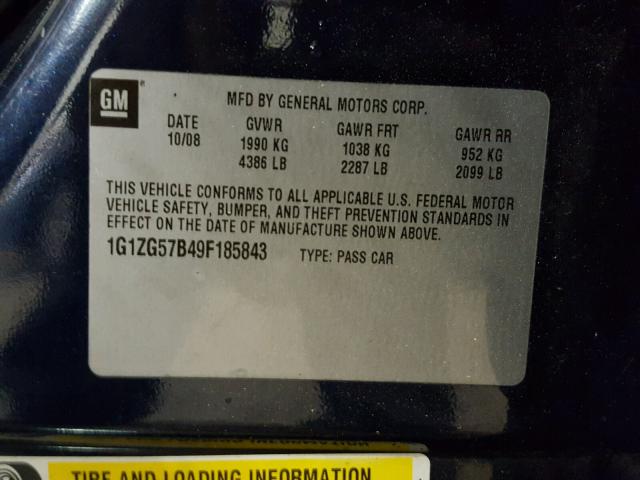 GM
MFD BY GENERAL MOTORS CORP.
DATE GVWR GAWR FRT GAWR RR
10/08 1990 KG 1038 KG 952 KG
4386 LB 2287 LB 2099 LB
THIS VEHICLE CONFORMS TO ALL APPLICABLE U.S. FEDERAL MOTOR
VEHICLE SAFETY, BUMPER, AND THEFT PREVENTION STANDARDS IN
EFFECT ON THE DATE OF MANUFACTURE SHOWN ABOVE.
1G1ZG57B49F185843 TYPE: PASS CAR
TIRE AND LOADING INFORMATION